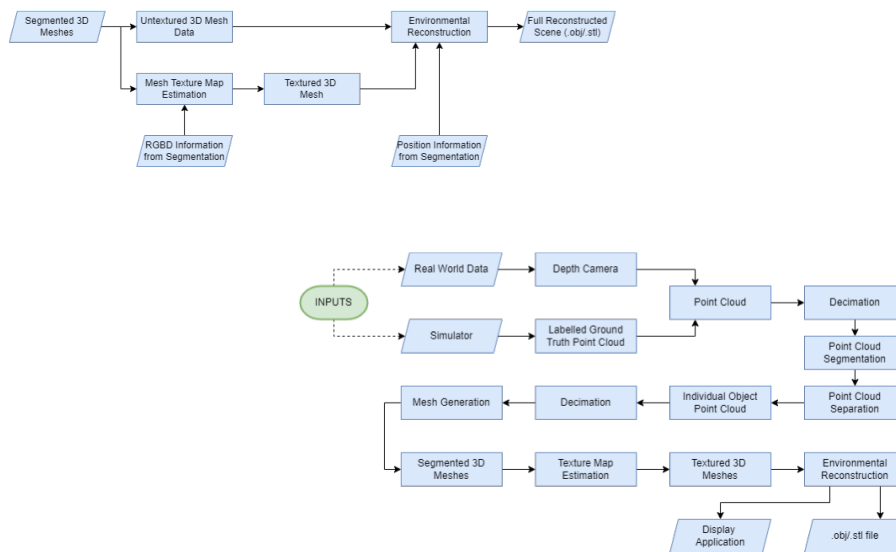 Segmented 3D
Meshes
Untextured 3D Mesh
Data
Environmental
Reconstruction
Full Reconstructed
Scene (.obj/.stl)
Mesh Texture Map
Estimation
Textured 3D
Mesh
RGBD Information
from Segmentation
Position Information
from Segmentation
INPUTS
Real World Data
Depth Camera
Point Cloud
Decimation
Simulator
Labelled Ground
Truth Point Cloud
Point Cloud
Segmentation
Mesh Generation
Decimation
Individual Object
Point Cloud
Point Cloud
Separation
Segmented 3D
Meshes
Texture Map
Estimation
Textured 3D
Meshes
Environmental
Reconstruction
Display
Application
.obj/.stl file